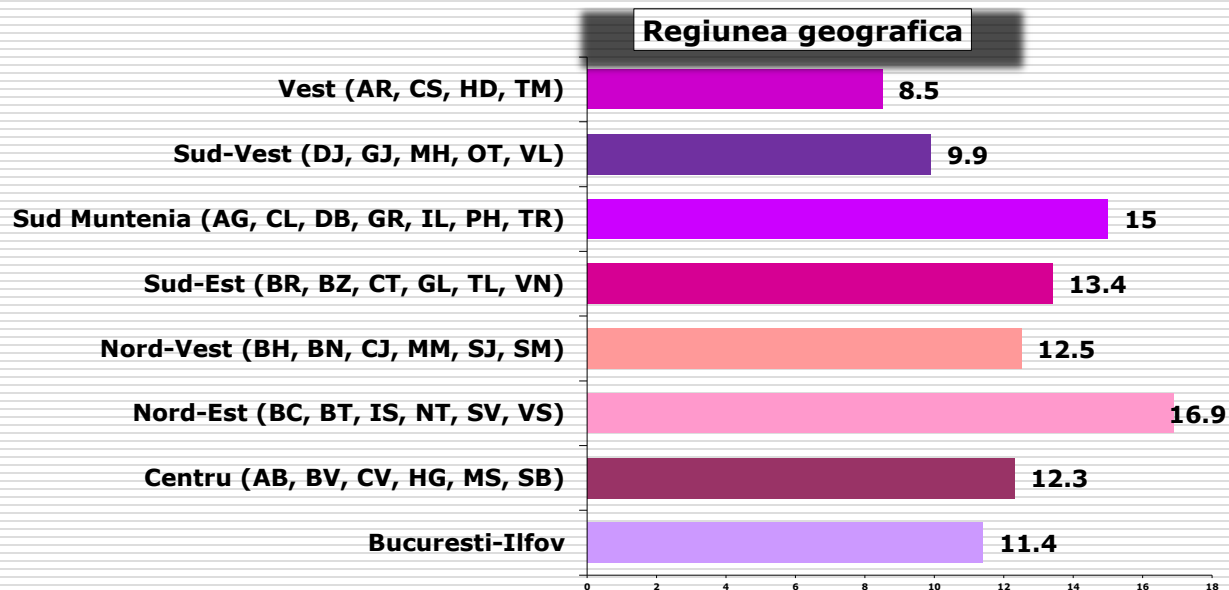 Regiunea geografica
Vest (AR, CS, HD, TM) 8.5
Sud-Vest (DJ, GJ, MH, OT, VL) 9.9
Sud Muntenia (AG, CL, DB, GR, IL, PH, TR) 15
Sud-Est (BR, BZ, CT, GL, TL, VN) 13.4
Nord-Vest (BH, BN, CJ, MM, SJ, SM) 12.5
Nord-Est (BC, BT, IS, NT, SV, VS) 16.9
Centru (AB, BV, CV, HG, MS, SB) 12.3
Bucuresti-Ilfov 11.4
0 2 4 6 8 10 12 14 16 18